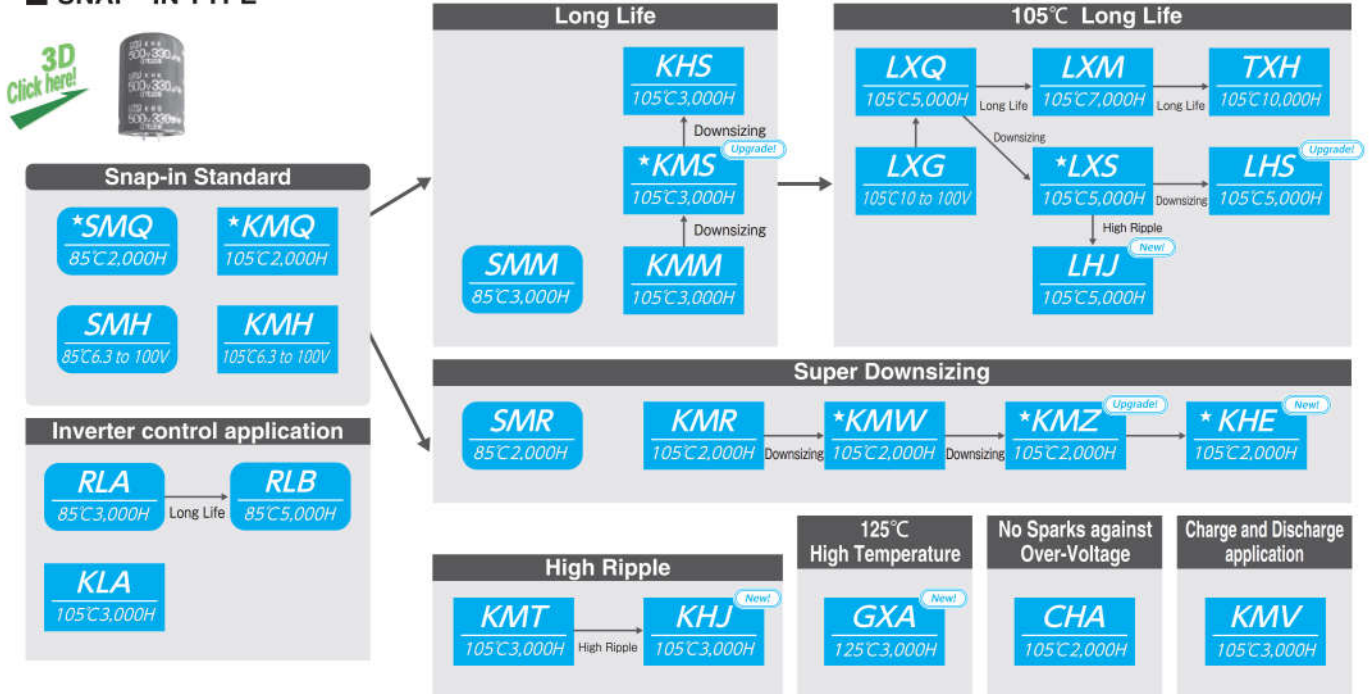 ■ SNAP - IN TYPE
3D
Click here!
500V330μF
500V330μF
500V330μF
Snap-in Standard
★SMQ
85℃2,000H
★KMQ
105℃2,000H
SMH
85℃6.3 to 100V
KMH
105℃6.3 to 100V
Inverter control application
RLA
85℃3,000H
Long Life
RLB
85℃5,000H
KLA
105℃3,000H
Long Life
KHS
105℃3,000H
Downsizing
Upgrade!
★KMS
105℃3,000H
Downsizing
SMM
85℃3,000H
KMM
105℃3,000H
105℃ Long Life
LXQ
105℃5,000H
Long Life
LXM
105℃7,000H
Long Life
TXH
105℃10,000H
Downsizing
LXG
105℃10 to 100V
★LXS
105℃5,000H
Downsizing
Upgrade!
LHS
105℃5,000H
High Ripple
New!
LHJ
105℃5,000H
Super Downsizing
SMR
85℃2,000H
KMR
105℃2,000H
Downsizing
★KMW
105℃2,000H
Downsizing
Upgrade!
★KMZ
105℃2,000H
New!
★ KHE
105℃2,000H
High Ripple
KMT
105℃3,000H
High Ripple
New!
KHJ
105℃3,000H
125℃
High Temperature
New!
GXA
125℃3,000H
No Sparks against
Over-Voltage
CHA
105℃2,000H
Charge and Discharge
application
KMV
105℃3,000H